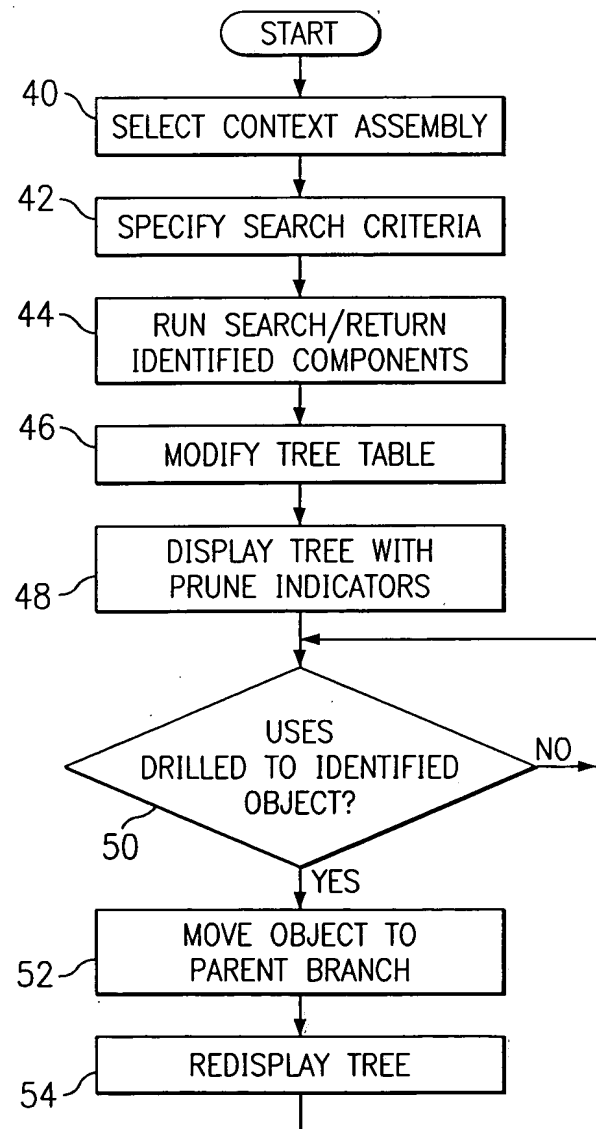 START
40
SELECT CONTEXT ASSEMBLY
42
SPECIFY SEARCH CRITERIA
44
RUN SEARCH/RETURN
IDENTIFIED COMPONENTS
46
MODIFY TREE TABLE
48
DISPLAY TREE WITH
PRUNE INDICATORS
USES
DRILLED TO IDENTIFIED
OBJECT?
NO
50
YES
52
MOVE OBJECT TO
PARENT BRANCH
54
REDISPLAY TREE